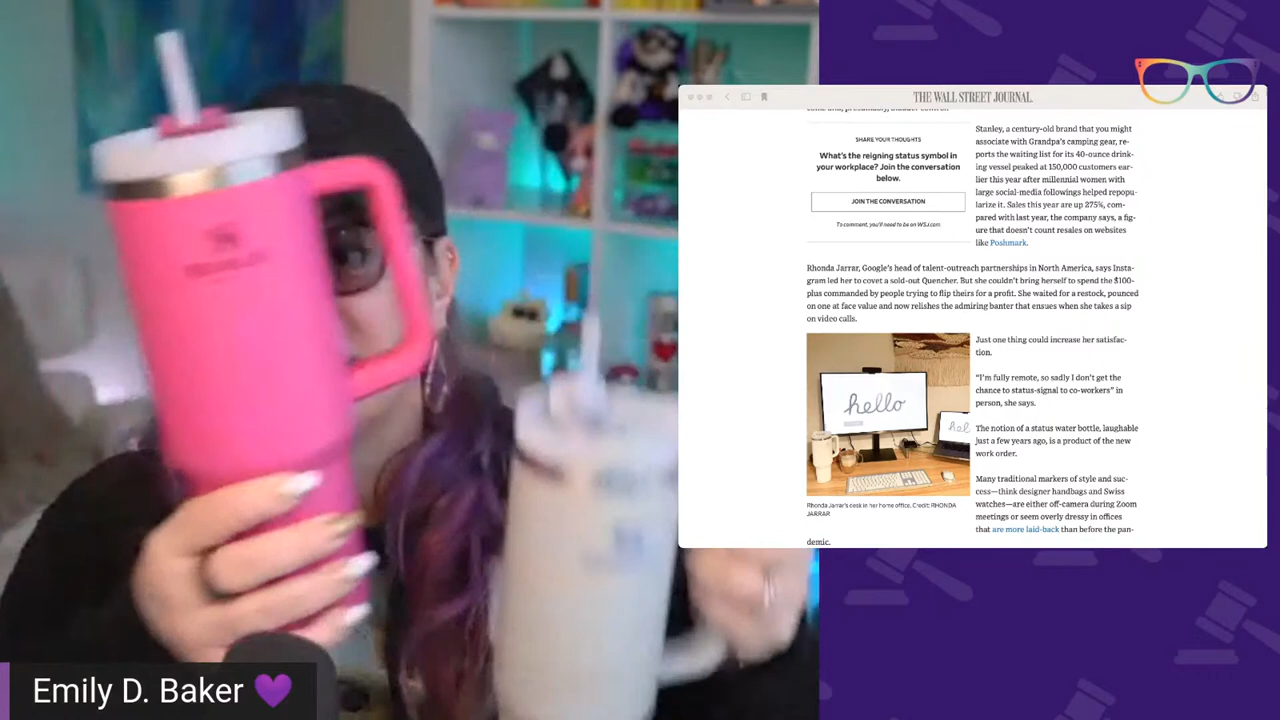 THE WALL STREET JOURNAL.
SHARE YOUR THOUGHTS
What's the reigning status symbol in
your workplace? Join the conversation
below.
JOIN THE CONVERSATION
To comment, you'll need to be on WSJ.com
Stanley, a century-old brand that you might
associate with Grandpa's camping gear, re-
ports the waiting list for its 40-ounce drink-
ing vessel peaked at 150,000 customers ear-
lier this year after millennial women with
large social-media followings helped repopu-
larize it. Sales this year are up 275%, com-
pared with last year, the company says, a fig-
ure that doesn't count resales on websites
like Poshmark.
Rhonda Jarrar, Google's head of talent-outreach partnerships in North America, says Insta-
gram led her to covet a sold-out Quencher. But she couldn't bring herself to spend the $100-
plus commanded by people trying to flip theirs for a profit. She waited for a restock, pounced
on one at face value and now relishes the admiring banter that ensues when she takes a sip
on video calls.
hello
hel
Rhonda Jarrar's desk in her home office. Credit: RHONDA
JARRAR
Just one thing could increase her satisfac-
tion.
"I'm fully remote, so sadly I don't get the
chance to status-signal to co-workers" in
person, she says.
The notion of a status water bottle, laughable
just a few years ago, is a product of the new
work order.
Many traditional markers of style and suc-
cess—think designer handbags and Swiss
watches—are either off-camera during Zoom
meetings or seem overly dressy in offices
that are more laid-back than before the pan-
demic.
Emily D. Baker 💜